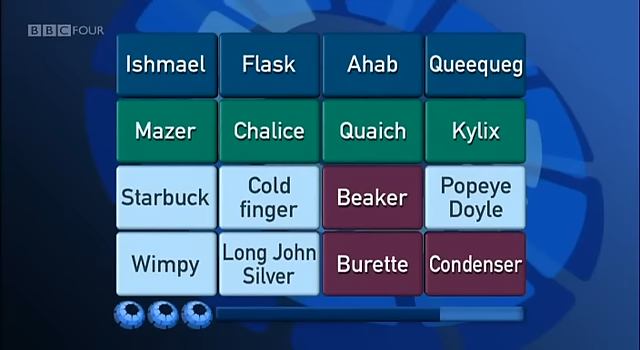 BBC FOUR
Ishmael
Flask
Ahab
Queequeg
Mazer
Chalice
Quaich
Kylix
Starbuck
Cold
finger
Beaker
Popeye
Doyle
Wimpy
Long John
Silver
Burette
Condenser